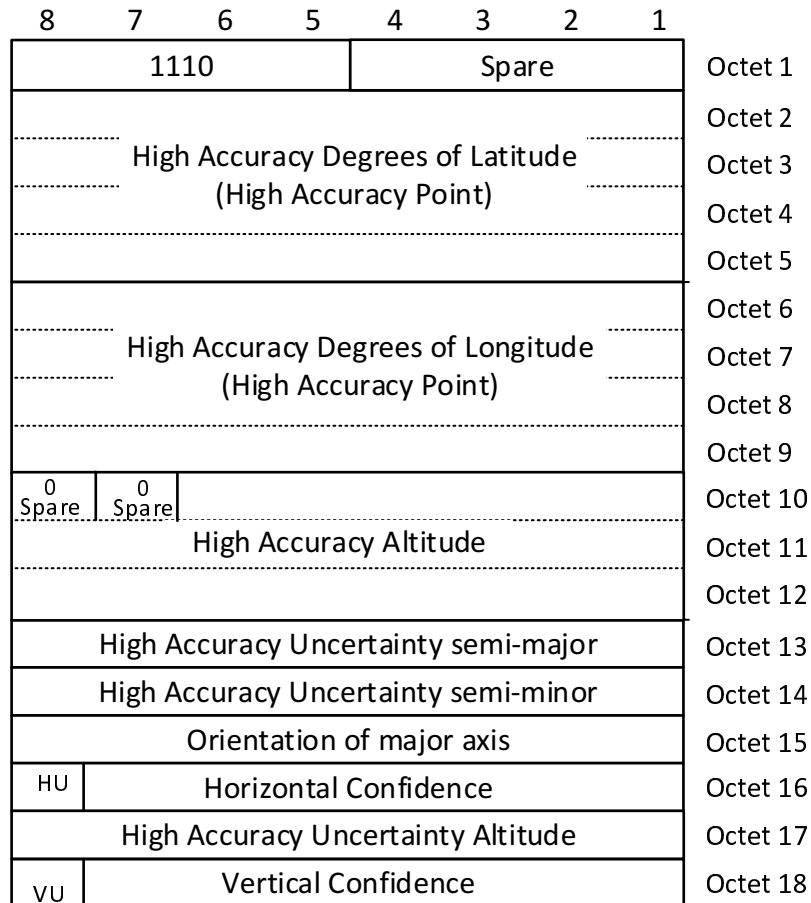 8 7 6 5 4 3 2 1
1110 Spare Octet 1
Octet 2
High Accuracy Degrees of Latitude Octet 3
(High Accuracy Point) Octet 4
Octet 5
Octet 6
High Accuracy Degrees of Longitude Octet 7
(High Accuracy Point) Octet 8
Octet 9
0 0 Octet 10
Spare Spare
High Accuracy Altitude Octet 11
Octet 12
High Accuracy Uncertainty semi-major Octet 13
High Accuracy Uncertainty semi-minor Octet 14
Orientation of major axis Octet 15
HU Horizontal Confidence Octet 16
High Accuracy Uncertainty Altitude Octet 17
VU Vertical Confidence Octet 18